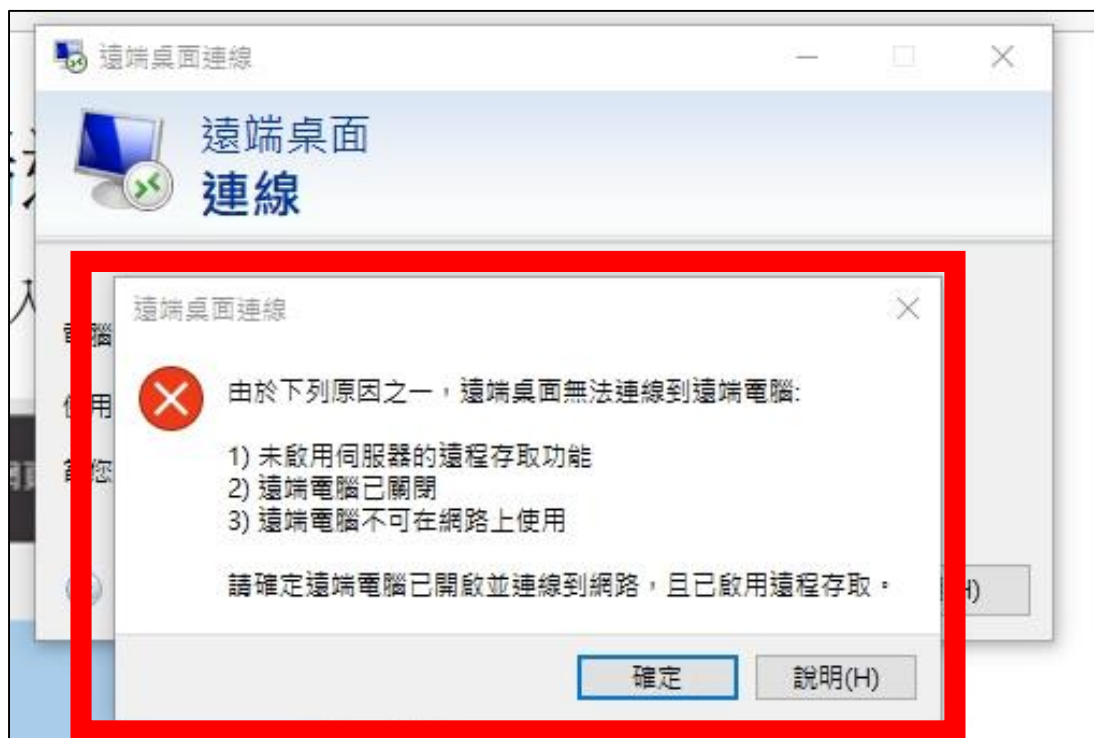 遠端桌面連線
遠端桌面
連線
遠端桌面連線
由於下列原因之一，遠端桌面無法連線到遠端電腦:
1) 未啟用伺服器的遠程存取功能
2) 遠端電腦已關閉
3) 遠端電腦不可在網路上使用
請確定遠端電腦已開啟並連線到網路，且已啟用遠程存取。
確定
說明(H)